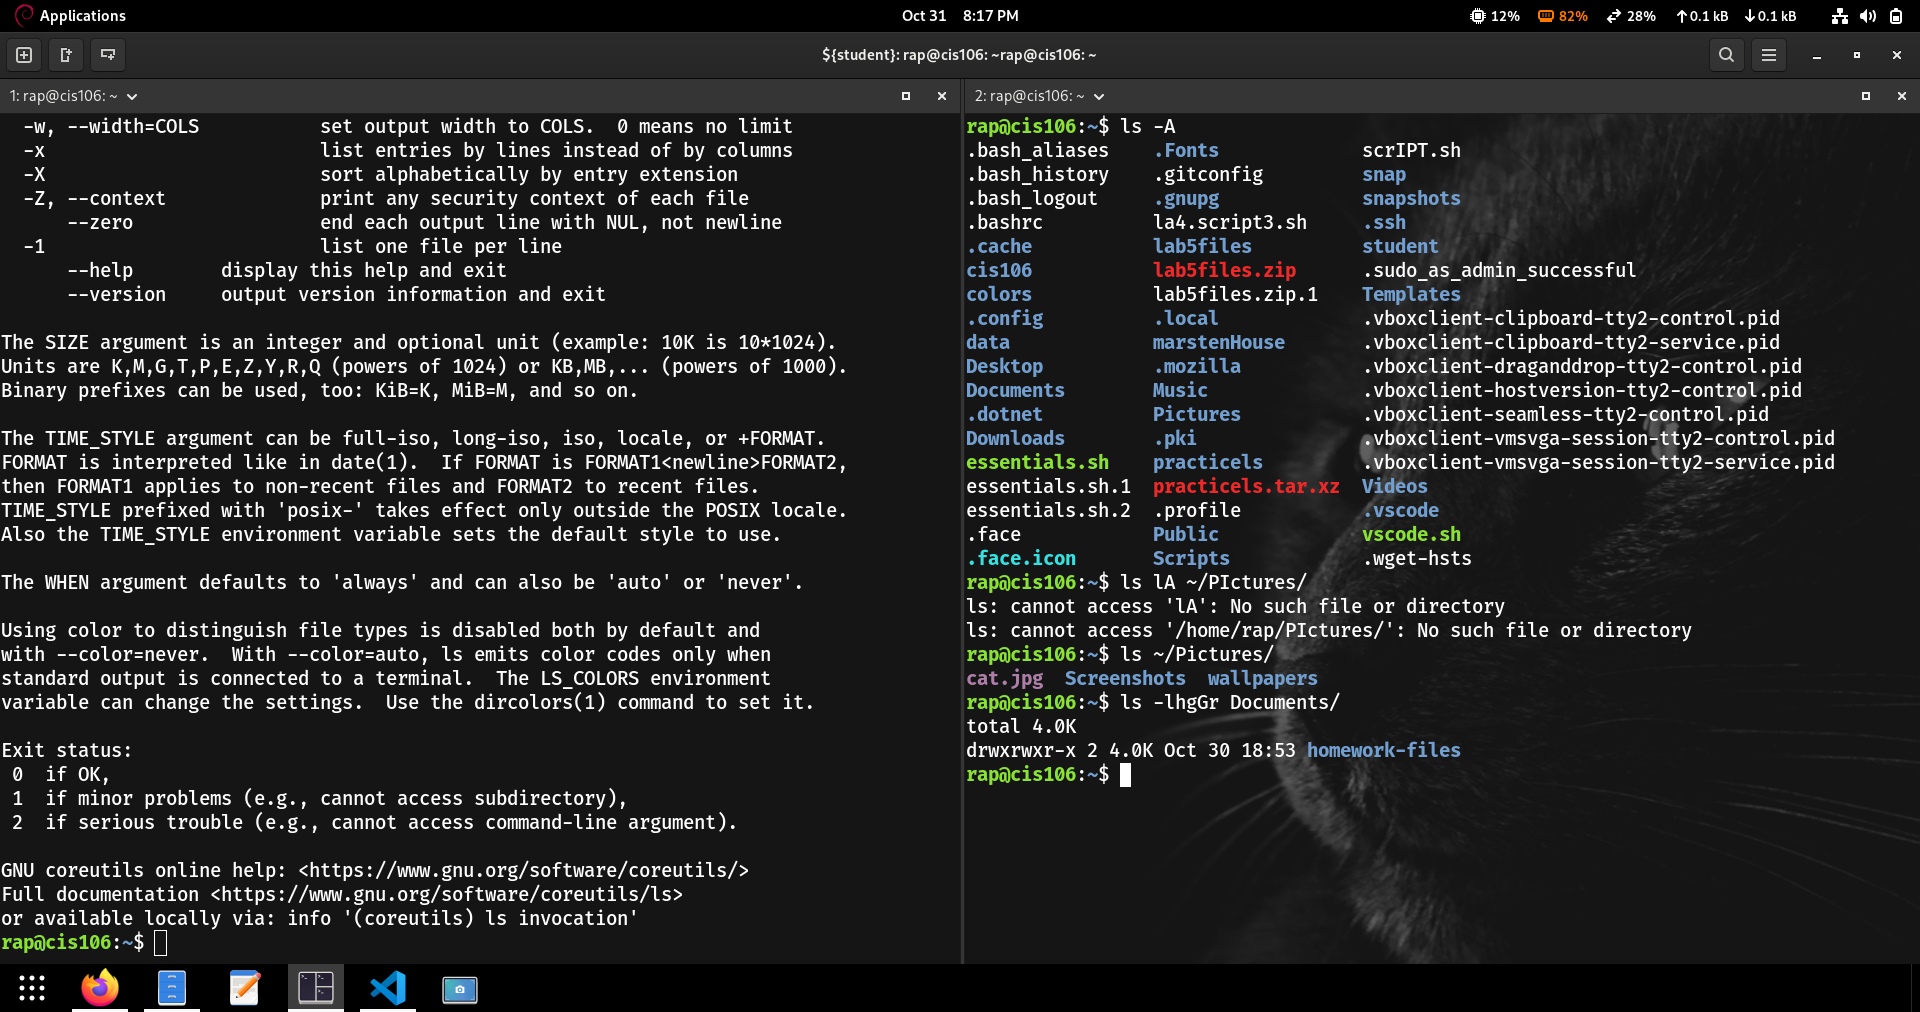 Applications
Oct 31 8:17 PM
12% 82% 28% 0.1 kB 0.1 kB
${student}: rap@cis106: ~rap@cis106: ~
1: rap@cis106: ~
  -w, --width=COLS           set output width to COLS.  0 means no limit
  -x                         list entries by lines instead of by columns
  -X                         sort alphabetically by entry extension
  -Z, --context              print any security context of each file
      --zero                 end each output line with NUL, not newline
  -1                         list one file per line
      --help        display this help and exit
      --version     output version information and exit
The SIZE argument is an integer and optional unit (example: 10K is 10*1024).
Units are K,M,G,T,P,E,Z,Y,R,Q (powers of 1024) or KB,MB,... (powers of 1000).
Binary prefixes can be used, too: KiB=K, MiB=M, and so on.
The TIME_STYLE argument can be full-iso, long-iso, iso, locale, or +FORMAT.
FORMAT is interpreted like in date(1).  If FORMAT is FORMAT1<newline>FORMAT2,
then FORMAT1 applies to non-recent files and FORMAT2 to recent files.
TIME_STYLE prefixed with 'posix-' takes effect only outside the POSIX locale.
Also the TIME_STYLE environment variable sets the default style to use.
The WHEN argument defaults to 'always' and can also be 'auto' or 'never'.
Using color to distinguish file types is disabled both by default and
with --color=never.  With --color=auto, ls emits color codes only when
standard output is connected to a terminal.  The LS_COLORS environment
variable can change the settings.  Use the dircolors(1) command to set it.
Exit status:
 0  if OK,
 1  if minor problems (e.g., cannot access subdirectory),
 2  if serious trouble (e.g., cannot access command-line argument).
GNU coreutils online help: <https://www.gnu.org/software/coreutils/>
Full documentation <https://www.gnu.org/software/coreutils/ls>
or available locally via: info '(coreutils) ls invocation'
rap@cis106:~$
2: rap@cis106: ~
rap@cis106:~$ ls -A
.bash_aliases    .Fonts             scrIPT.sh
.bash_history    .gitconfig         snap
.bash_logout     .gnupg             snapshots
.bashrc          la4.script3.sh     .ssh
.cache           lab5files          student
cis106           lab5files.zip      .sudo_as_admin_successful
colors           lab5files.zip.1    Templates
.config          .local             .vboxclient-clipboard-tty2-control.pid
data             marstenHouse       .vboxclient-clipboard-tty2-service.pid
Desktop          .mozilla           .vboxclient-draganddrop-tty2-control.pid
Documents        Music              .vboxclient-hostversion-tty2-control.pid
.dotnet          Pictures           .vboxclient-seamless-tty2-control.pid
Downloads        .pki               .vboxclient-vmsvga-session-tty2-control.pid
essentials.sh    practicels         .vboxclient-vmsvga-session-tty2-service.pid
essentials.sh.1  practicels.tar.xz  Videos
essentials.sh.2  .profile           .vscode
.face            Public             vscode.sh
.face.icon       Scripts            .wget-hsts
rap@cis106:~$ ls lA ~/PIctures/
ls: cannot access 'lA': No such file or directory
ls: cannot access '/home/rap/PIctures/': No such file or directory
rap@cis106:~$ ls ~/Pictures/
cat.jpg  Screenshots  wallpapers
rap@cis106:~$ ls -lhgGr Documents/
total 4.0K
drwxrwxr-x 2 4.0K Oct 30 18:53 homework-files
rap@cis106:~$